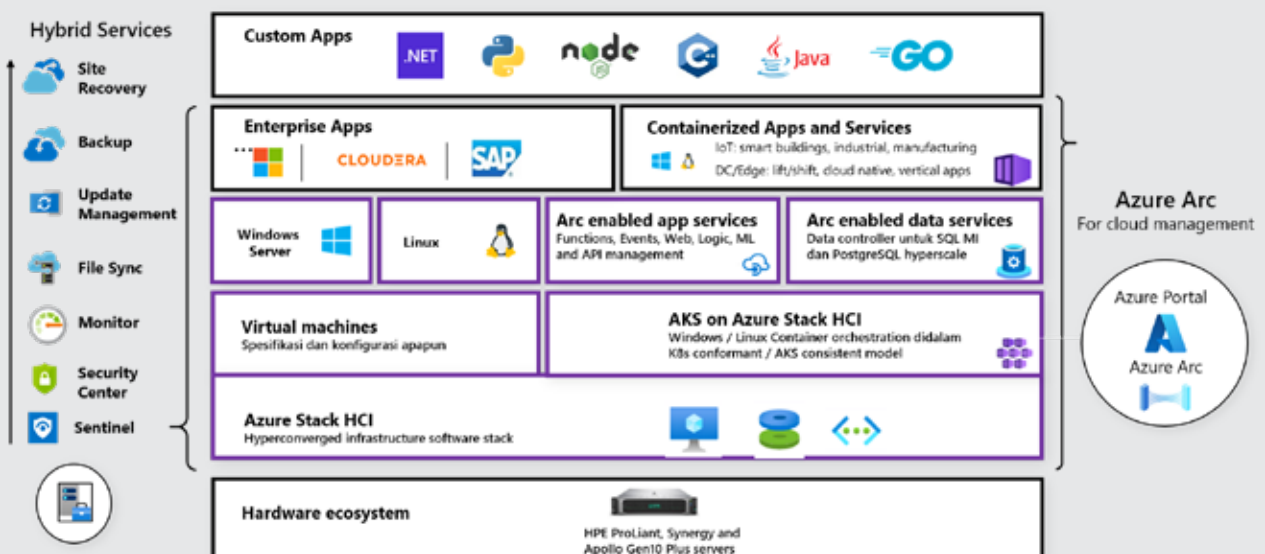 Hybrid Services
Site
Recovery
Backup
Update
Management
File Sync
Monitor
Security
Center
Sentinel
Custom Apps
.NET
node
JS
C++
Java
GO
Enterprise Apps
CLOUDERA
SAP
Containerized Apps and Services
IoT: smart buildings, industrial, manufacturing
DC/Edge: lift/shift, cloud native, vertical apps
Windows
Server
Linux
Arc enabled app services
Functions, Events, Web, Logic, ML
and API management
Arc enabled data services
Data controller untuk SQL MI
dan PostgreSQL hyperscale
Virtual machines
Spesifikasi dan konfigurasi apapun
AKS on Azure Stack HCI
Windows / Linux Container orchestration didalam
K8s conformant / AKS consistent model
Azure Stack HCI
Hyperconverged infrastructure software stack
Hardware ecosystem
HPE ProLiant, Synergy and
Apollo Gen10 Plus servers
Azure Arc
For cloud management
Azure Portal
Azure Arc